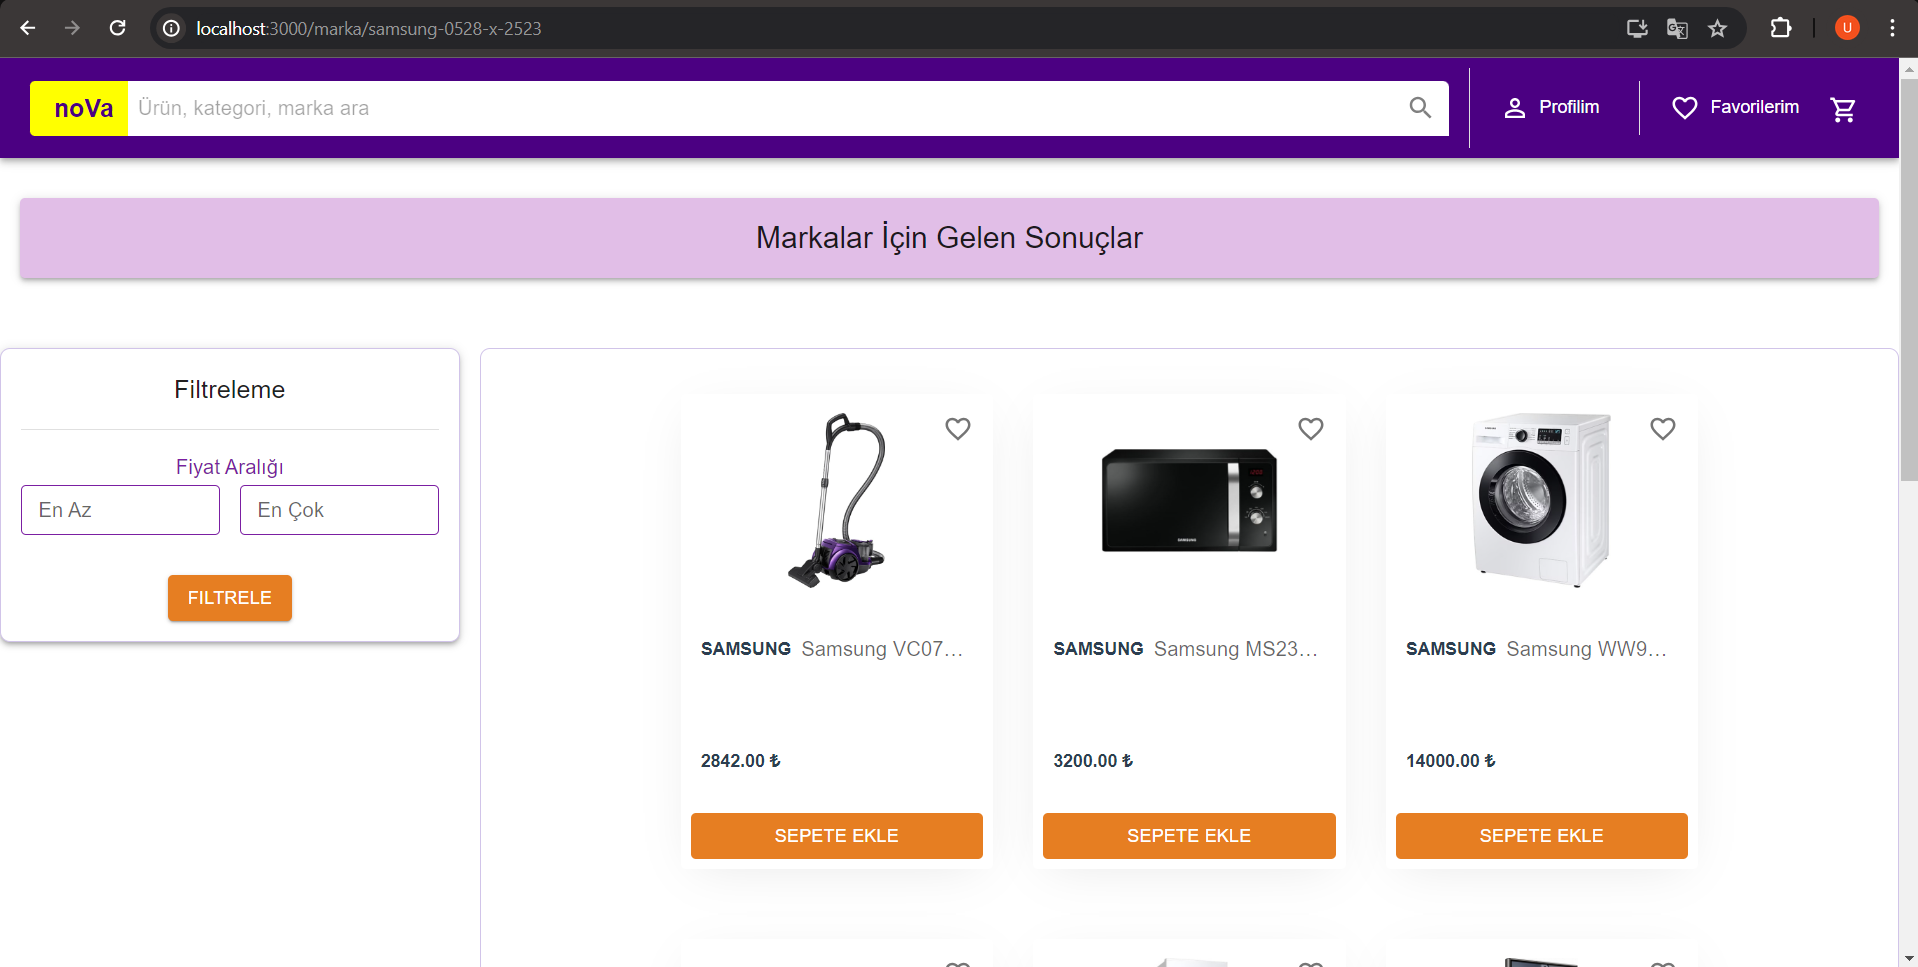 localhost:3000/marka/samsung-0528-x-2523
U
noVa
Ürün, kategori, marka ara
Profilim
Favorilerim
Markalar İçin Gelen Sonuçlar
Filtreleme
Fiyat Aralığı
En Az
En Çok
FILTRELE
SAMSUNG
SAMSUNG Samsung VC07...
SAMSUNG Samsung MS23...
SAMSUNG Samsung WW9...
2842.00 ₺
3200.00 ₺
14000.00 ₺
SEPETE EKLE
SEPETE EKLE
SEPETE EKLE